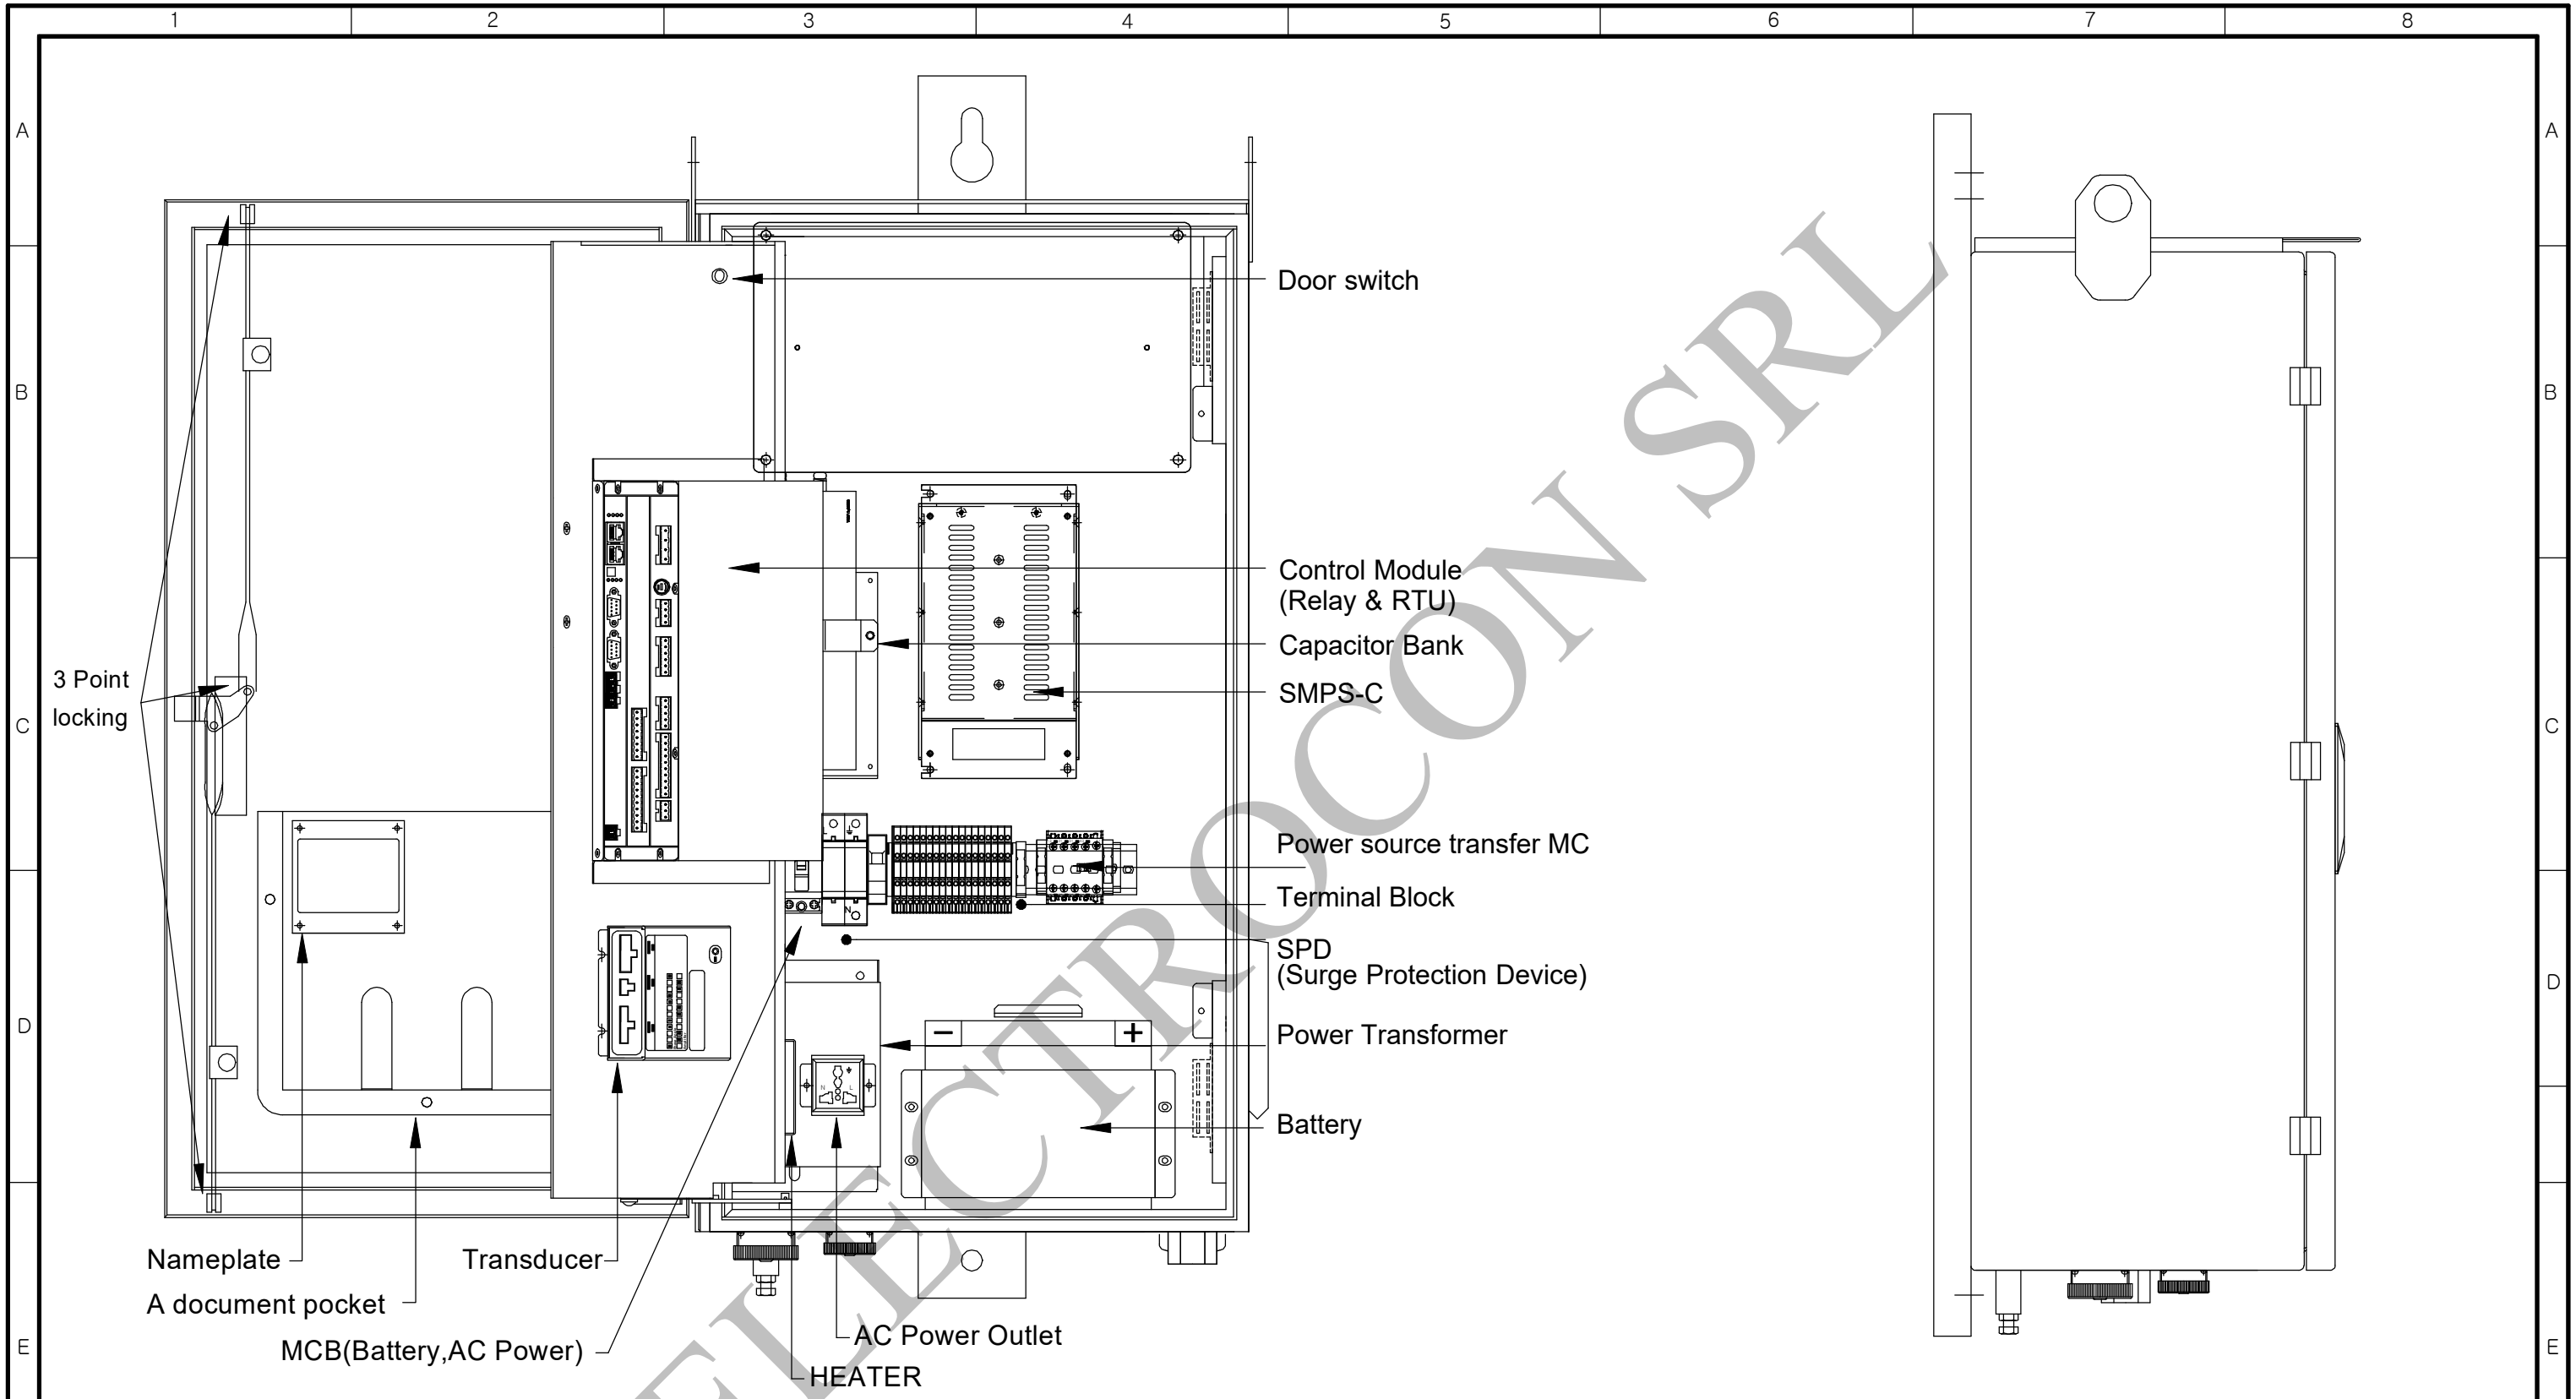 1 2 3 4 5 6 7 8
A A
B B
C C
D D
E E
Door switch
Control Module
(Relay & RTU)
Capacitor Bank
SMPS-C
3 Point
locking
Power source transfer MC
Terminal Block
SPD
(Surge Protection Device)
Power Transformer
Battery
− +
N
N L
Nameplate
Transducer
A document pocket
MCB(Battery,AC Power)
AC Power Outlet
HEATER
ELECTROCON SRL